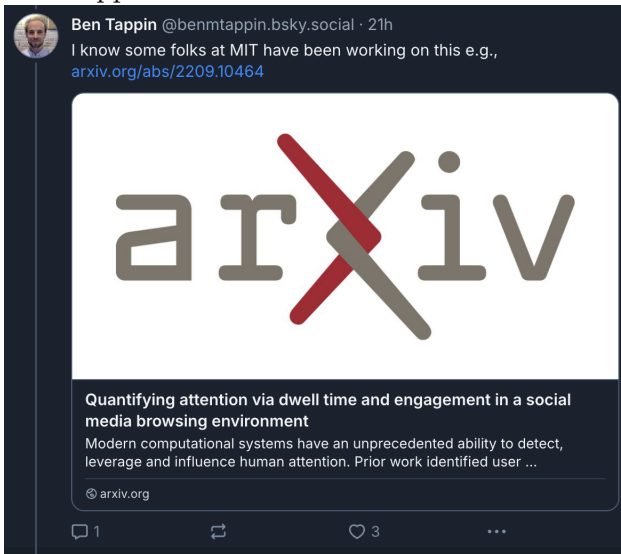 Ben Tappin @benmtappin.bsky.social · 21h
I know some folks at MIT have been working on this e.g.,
arxiv.org/abs/2209.10464
arXiv
Quantifying attention via dwell time and engagement in a social
media browsing environment
Modern computational systems have an unprecedented ability to detect,
leverage and influence human attention. Prior work identified user ...
arxiv.org
1 3 ...